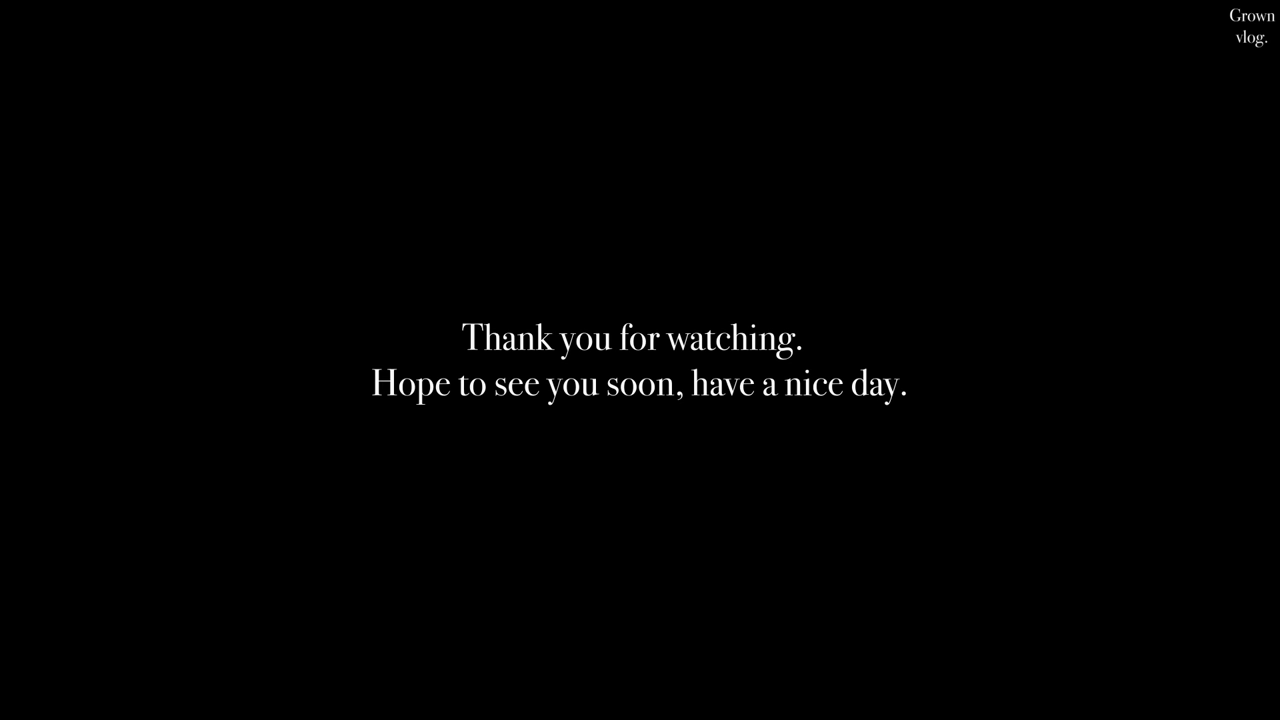 Grown
vlog.
Thank you for watching.
Hope to see you soon, have a nice day.